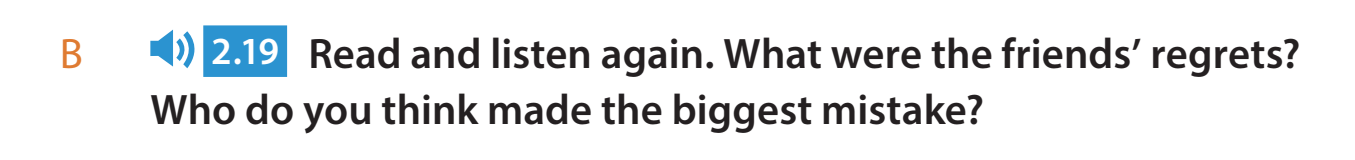 B 2.19 Read and listen again. What were the friends’ regrets?
Who do you think made the biggest mistake?